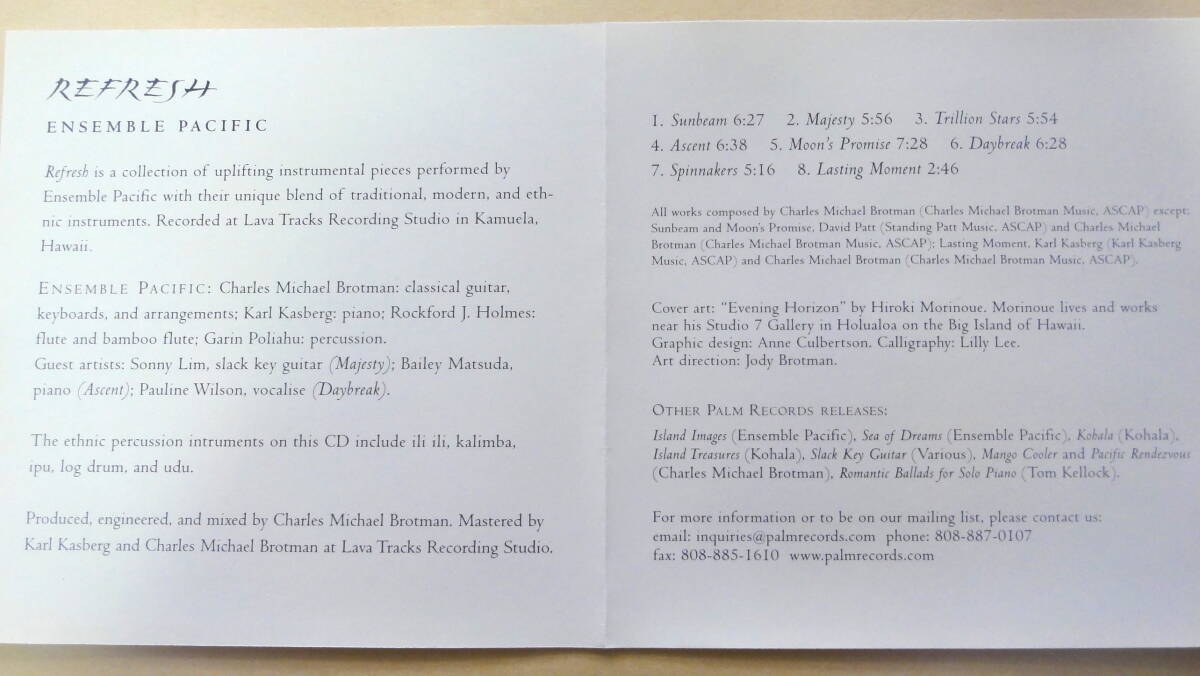 REFRESH
ENSEMBLE PACIFIC
Refresh is a collection of uplifting instrumental pieces performed by
Ensemble Pacific with their unique blend of traditional, modern, and eth-
nic instruments. Recorded at Lava Tracks Recording Studio in Kamuela,
Hawaii.
ENSEMBLE PACIFIC: Charles Michael Brotman: classical guitar,
keyboards, and arrangements; Karl Kasberg: piano; Rockford J. Holmes:
flute and bamboo flute; Garin Poliahu: percussion.
Guest artists: Sonny Lim, slack key guitar (Majesty); Bailey Matsuda,
piano (Ascent); Pauline Wilson, vocalise (Daybreak).
The ethnic percussion intruments on this CD include ili ili, kalimba,
ipu, log drum, and udu.
Produced, engineered, and mixed by Charles Michael Brotman. Mastered by
Karl Kasberg and Charles Michael Brotman at Lava Tracks Recording Studio.
1. Sunbeam 6:27 2. Majesty 5:56 3. Trillion Stars 5:54
4. Ascent 6:38 5. Moon's Promise 7:28 6. Daybreak 6:28
7. Spinnakers 5:16 8. Lasting Moment 2:46
All works composed by Charles Michael Brotman (Charles Michael Brotman Music, ASCAP) except:
Sunbeam and Moon's Promise, David Patt (Standing Patt Music, ASCAP) and Charles Michael
Brotman (Charles Michael Brotman Music, ASCAP); Lasting Moment, Karl Kasberg (Karl Kasberg
Music, ASCAP) and Charles Michael Brotman (Charles Michael Brotman Music, ASCAP).
Cover art: "Evening Horizon" by Hiroki Morinoue. Morinoue lives and works
near his Studio 7 Gallery in Holualoa on the Big Island of Hawaii.
Graphic design: Anne Culbertson. Calligraphy: Lilly Lee.
Art direction: Jody Brotman.
OTHER PALM RECORDS RELEASES:
Island Images (Ensemble Pacific), Sea of Dreams (Ensemble Pacific), Kohala (Kohala),
Island Treasures (Kohala), Slack Key Guitar (Various), Mango Cooler and Pacific Rendezvous
(Charles Michael Brotman), Romantic Ballads for Solo Piano (Tom Kellock).
For more information or to be on our mailing list, please contact us:
email: inquiries@palmrecords.com phone: 808-887-0107
fax: 808-885-1610 www.palmrecords.com